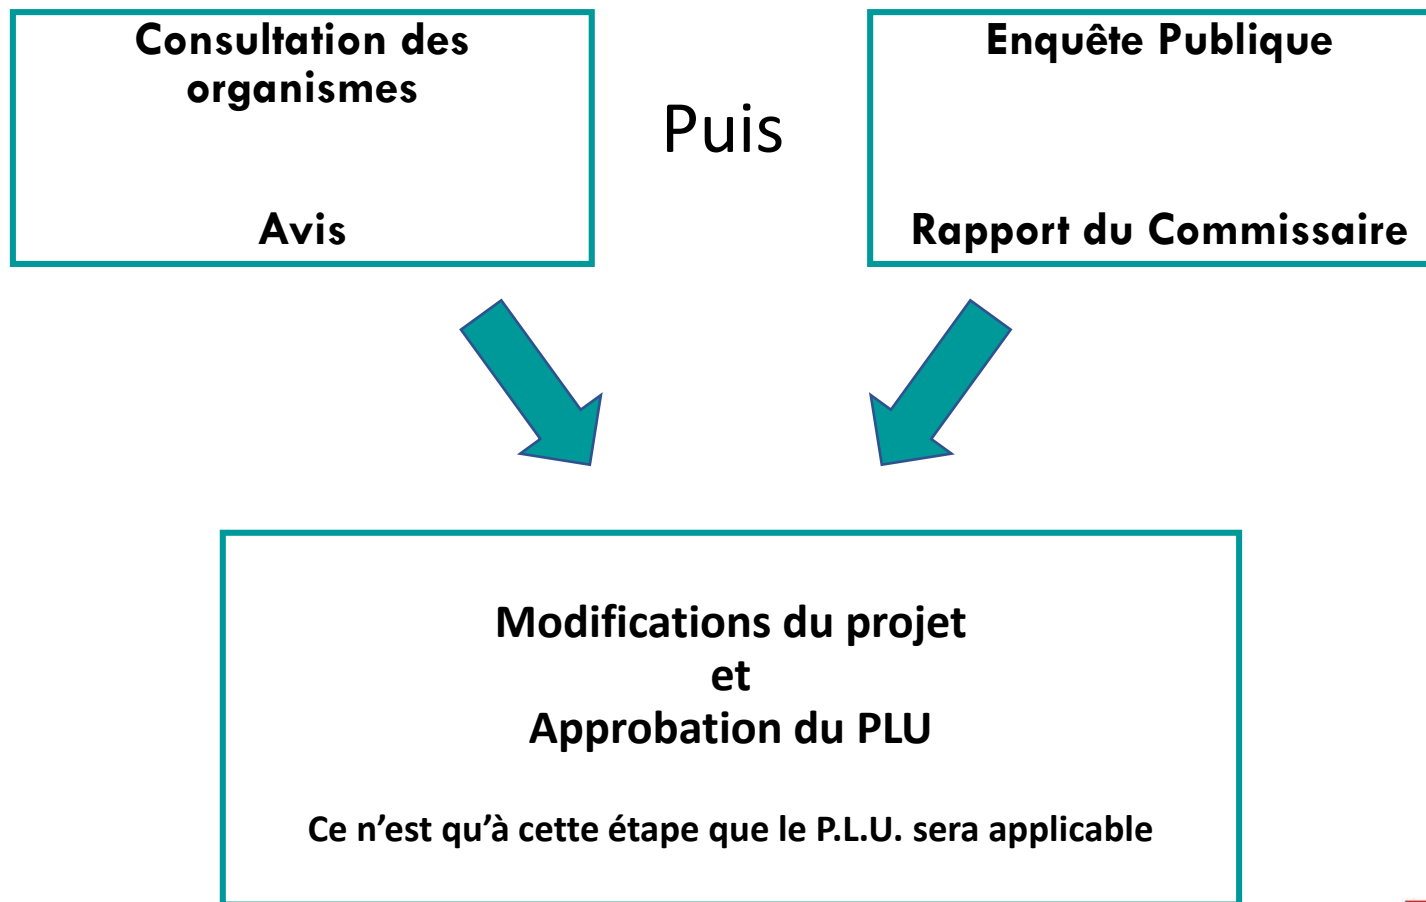 Consultation des
organismes
Avis
Puis
Enquête Publique
Rapport du Commissaire
Modifications du projet
et
Approbation du PLU
Ce n’est qu’à cette étape que le P.L.U. sera applicable